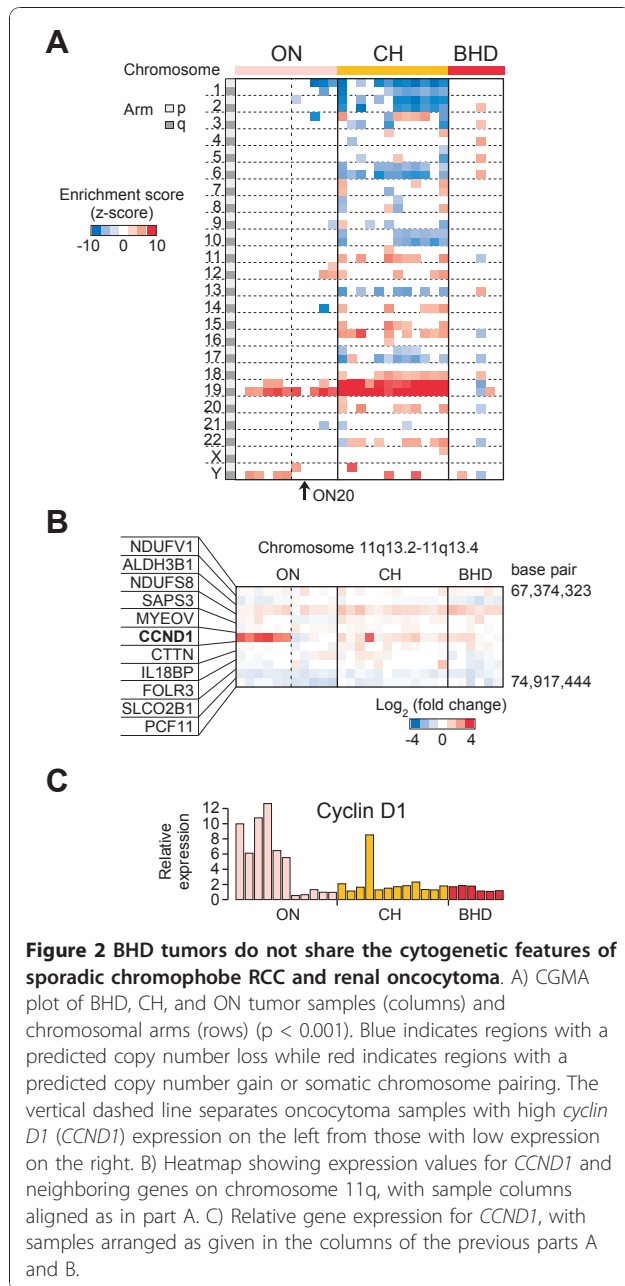 A
ON CH BHD
Chromosome
Arm p
q
Enrichment score
(z-score)
-10 0 10
1
2
3
4
5
6
7
8
9
10
11
12
13
14
15
16
17
18
19
20
21
22
X
Y
ON20
B
Chromosome 11q13.2-11q13.4
ON CH BHD
base pair
67,374,323
NDUFV1
ALDH3B1
NDUFS8
SAPS3
MYEOV
CCND1
CTTN
IL18BP
FOLR3
SLCO2B1
PCF11
74,917,444
Log2 (fold change)
-4 0 4
C
Cyclin D1
Relative
expression
12
10
8
6
4
2
0
ON CH BHD
Figure 2 BHD tumors do not share the cytogenetic features of
sporadic chromophobe RCC and renal oncocytoma. A) CGMA
plot of BHD, CH, and ON tumor samples (columns) and
chromosomal arms (rows) (p < 0.001). Blue indicates regions with a
predicted copy number loss while red indicates regions with a
predicted copy number gain or somatic chromosome pairing. The
vertical dashed line separates oncocytoma samples with high cyclin
D1 (CCND1) expression on the left from those with low expression
on the right. B) Heatmap showing expression values for CCND1 and
neighboring genes on chromosome 11q, with sample columns
aligned as in part A. C) Relative gene expression for CCND1, with
samples arranged as given in the columns of the previous parts A
and B.